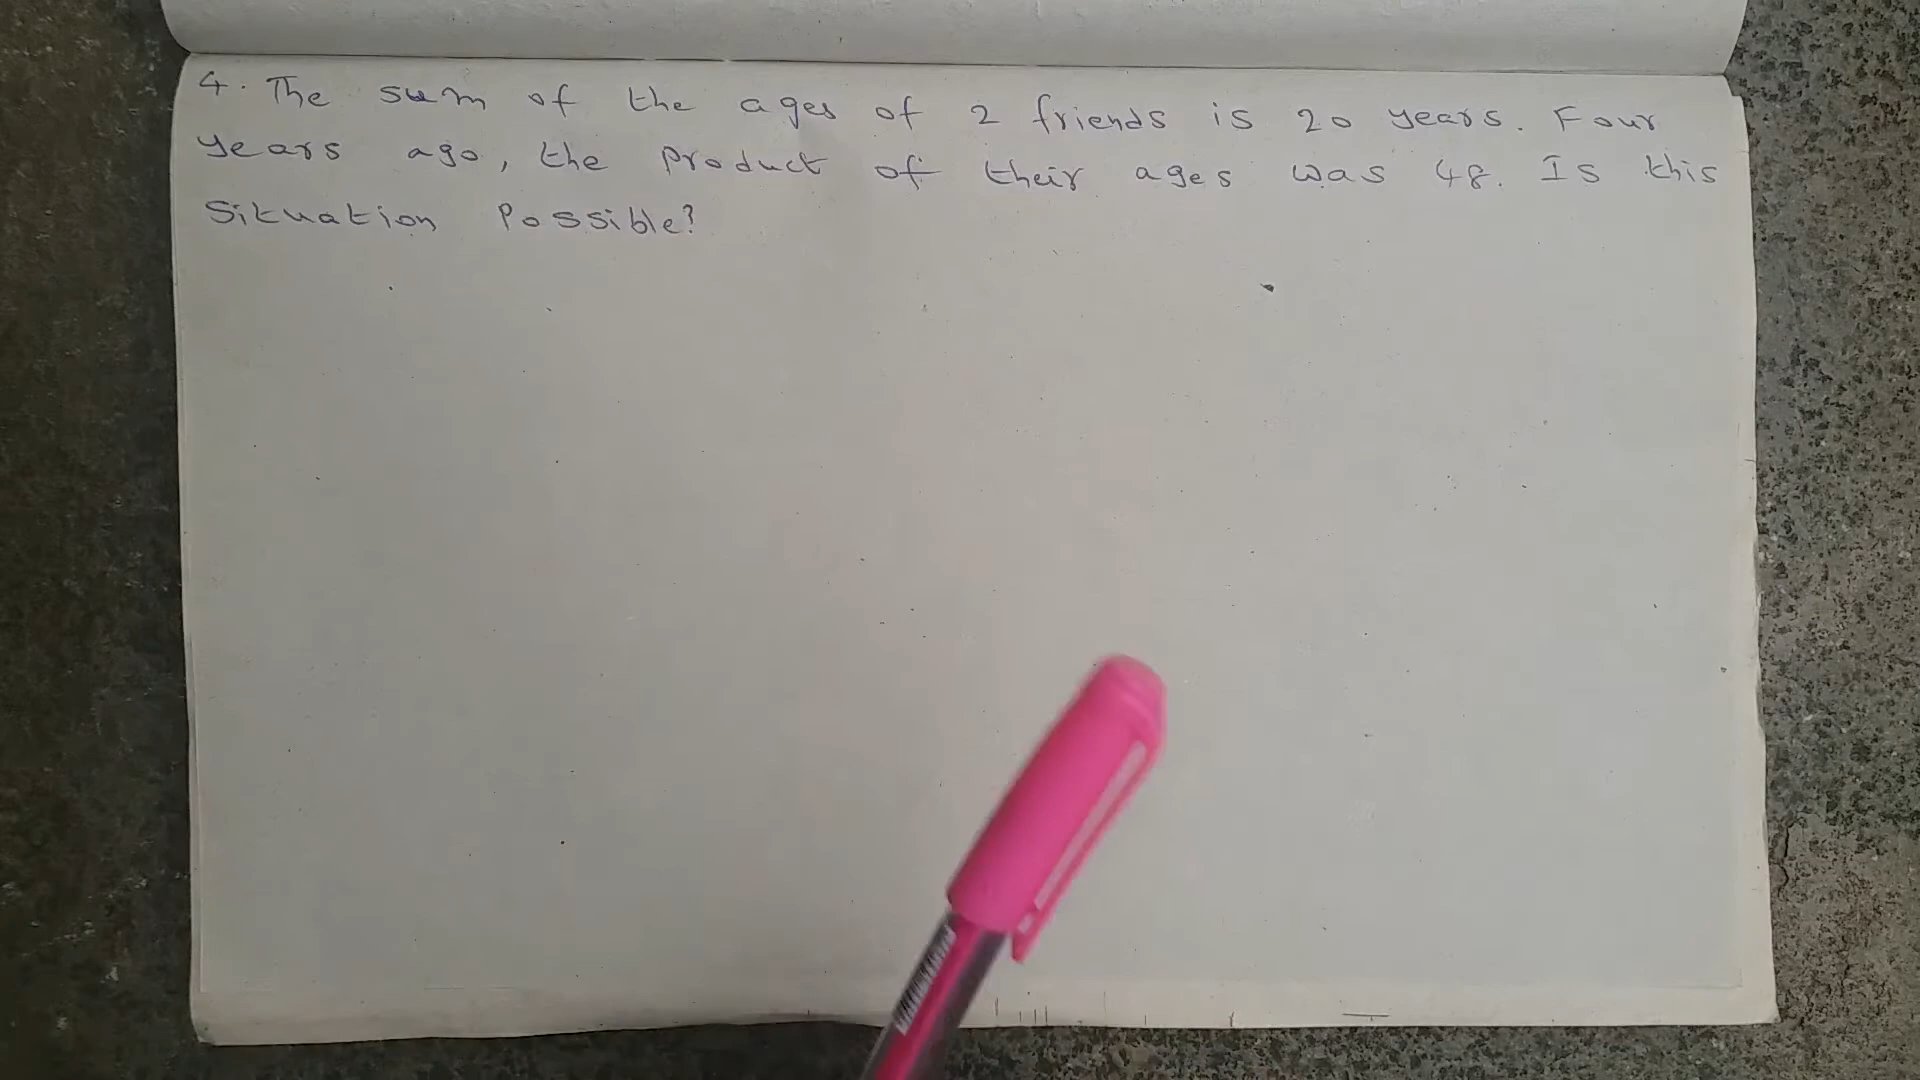 4. The sum of the ages of 2 friends is 20 years. Four
years ago, the product of their ages was 48. Is this
situation possible?